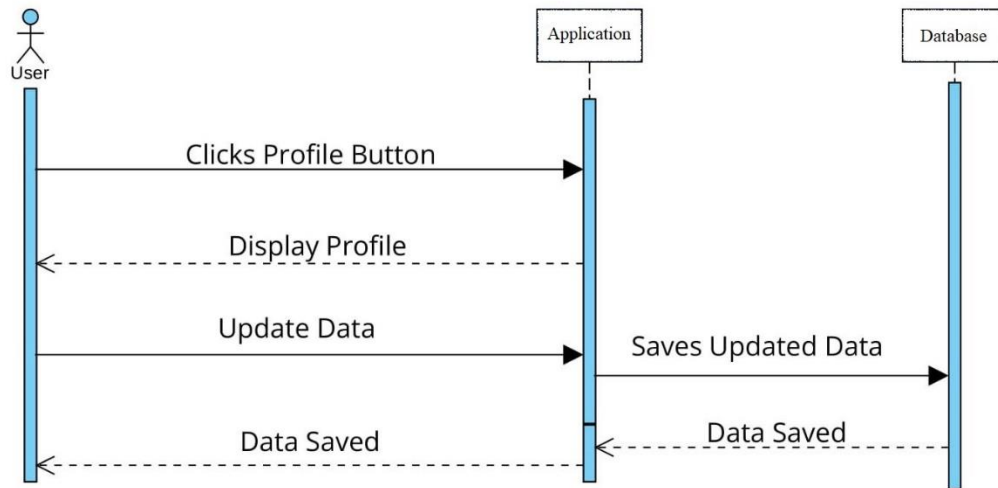 User
Application
Database
Clicks Profile Button
Display Profile
Update Data
Saves Updated Data
Data Saved
Data Saved